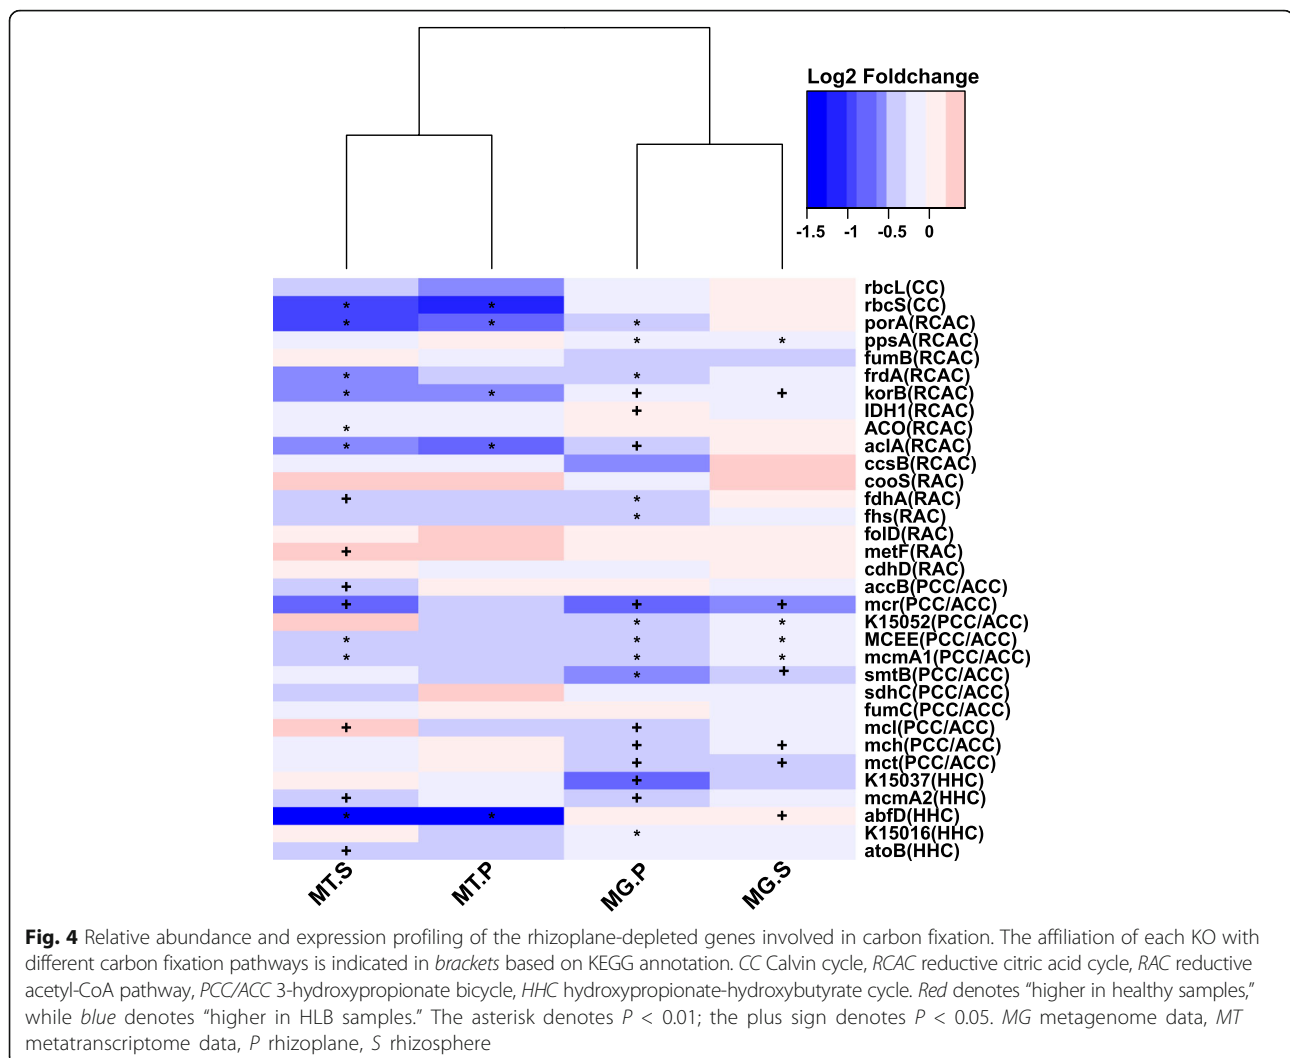 Log2 Foldchange
-1.5 -1 -0.5 0
rbcL(CC)
* * rbcS(CC)
* * * porA(RCAC)
* * ppsA(RCAC)
fumB(RCAC)
* * frdA(RCAC)
* * + + korB(RCAC)
+ IDH1(RCAC)
* ACO(RCAC)
* * + aclA(RCAC)
ccsB(RCAC)
cooS(RAC)
+ * fdhA(RAC)
* fhs(RAC)
folD(RAC)
+ metF(RAC)
cdhD(RAC)
+ accB(PCC/ACC)
+ + + mcr(PCC/ACC)
* * K15052(PCC/ACC)
* * * MCEE(PCC/ACC)
* * * mcmA1(PCC/ACC)
* + smtB(PCC/ACC)
sdhC(PCC/ACC)
fumC(PCC/ACC)
+ + mcl(PCC/ACC)
+ + mch(PCC/ACC)
+ + mct(PCC/ACC)
+ K15037(HHC)
+ + mcmA2(HHC)
* * + abfD(HHC)
* K15016(HHC)
+ atoB(HHC)
MT.S MT.P MG.P MG.S
Fig. 4 Relative abundance and expression profiling of the rhizoplane-depleted genes involved in carbon fixation. The affiliation of each KO with
different carbon fixation pathways is indicated in brackets based on KEGG annotation. CC Calvin cycle, RCAC reductive citric acid cycle, RAC reductive
acetyl-CoA pathway, PCC/ACC 3-hydroxypropionate bicycle, HHC hydroxypropionate-hydroxybutyrate cycle. Red denotes “higher in healthy samples,”
while blue denotes “higher in HLB samples.” The asterisk denotes P < 0.01; the plus sign denotes P < 0.05. MG metagenome data, MT
metatranscriptome data, P rhizoplane, S rhizosphere